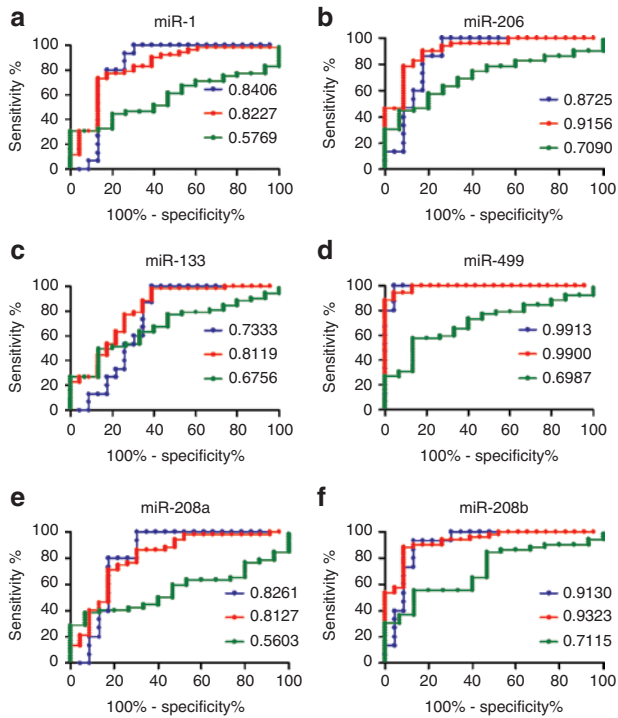 a miR-1
Sensitivity %
100
80
60
40
20
0
0.8406
0.8227
0.5769
0 20 40 60 80 100
100% - specificity%
b miR-206
Sensitivity %
100
80
60
40
20
0
0.8725
0.9156
0.7090
0 20 40 60 80 100
100% - specificity%
c miR-133
Sensitivity %
100
80
60
40
20
0
0.7333
0.8119
0.6756
0 20 40 60 80 100
100% - specificity%
d miR-499
Sensitivity %
100
80
60
40
20
0
0.9913
0.9900
0.6987
0 20 40 60 80 100
100% - specificity%
e miR-208a
Sensitivity %
100
80
60
40
20
0
0.8261
0.8127
0.5603
0 20 40 60 80 100
100% - specificity%
f miR-208b
Sensitivity %
100
80
60
40
20
0
0.9130
0.9323
0.7115
0 20 40 60 80 100
100% - specificity%